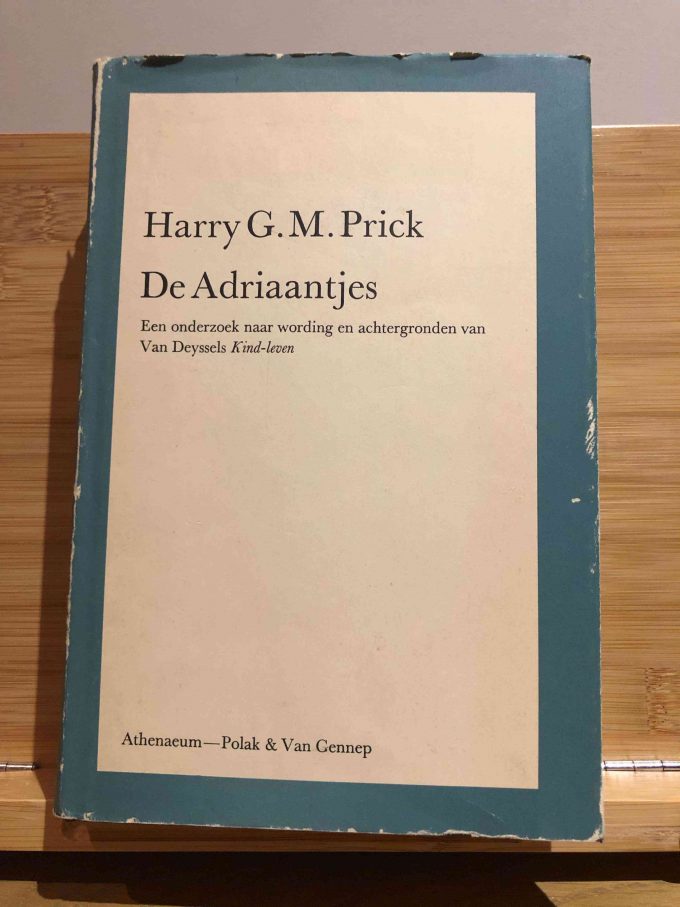 Harry G. M. Prick
De Adriaantjes
Een onderzoek naar wording en achtergronden van
Van Deyssels Kind-leven
Athenaeum—Polak & Van Gennep